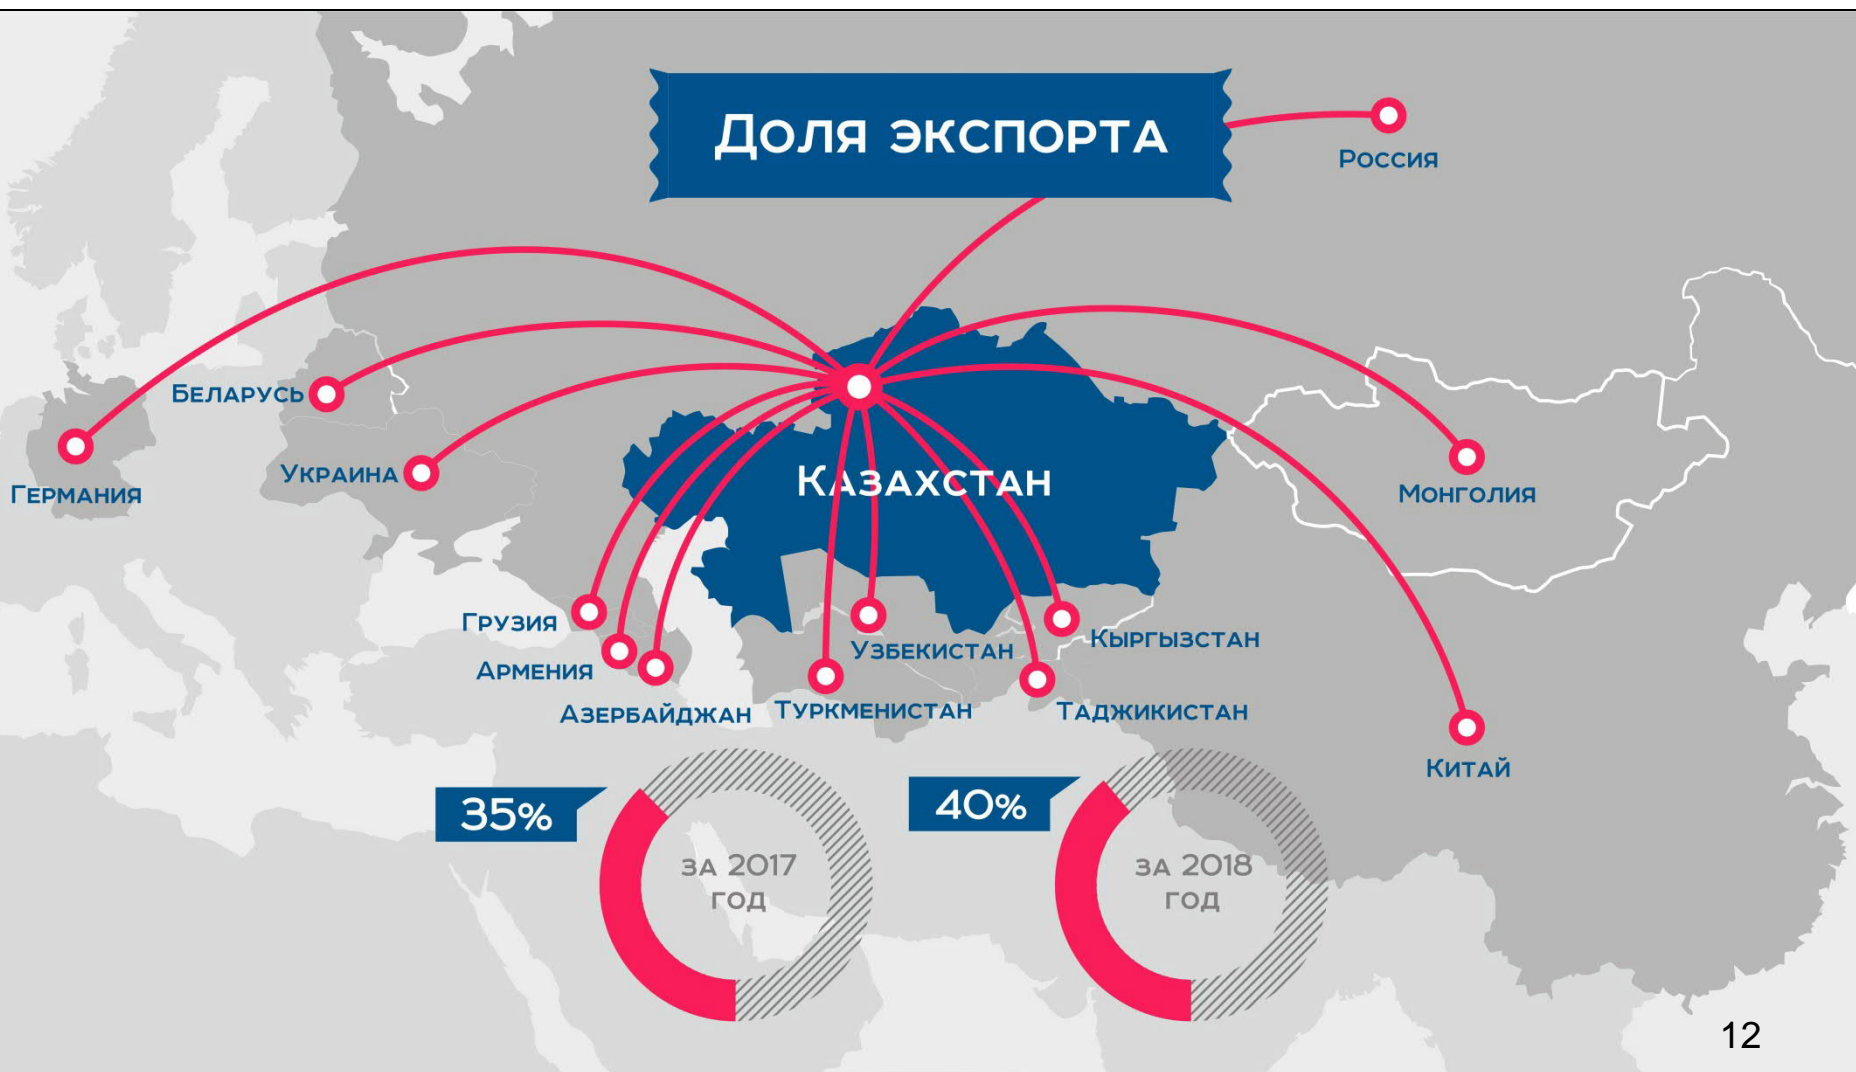 Доля экспорта
Россия
Беларусь
Германия
Украина
Казахстан
Монголия
Грузия
Армения
Азербайджан
Туркменистан
Узбекистан
Кыргызстан
Таджикистан
Китай
35%
за 2017
год
40%
за 2018
год
12